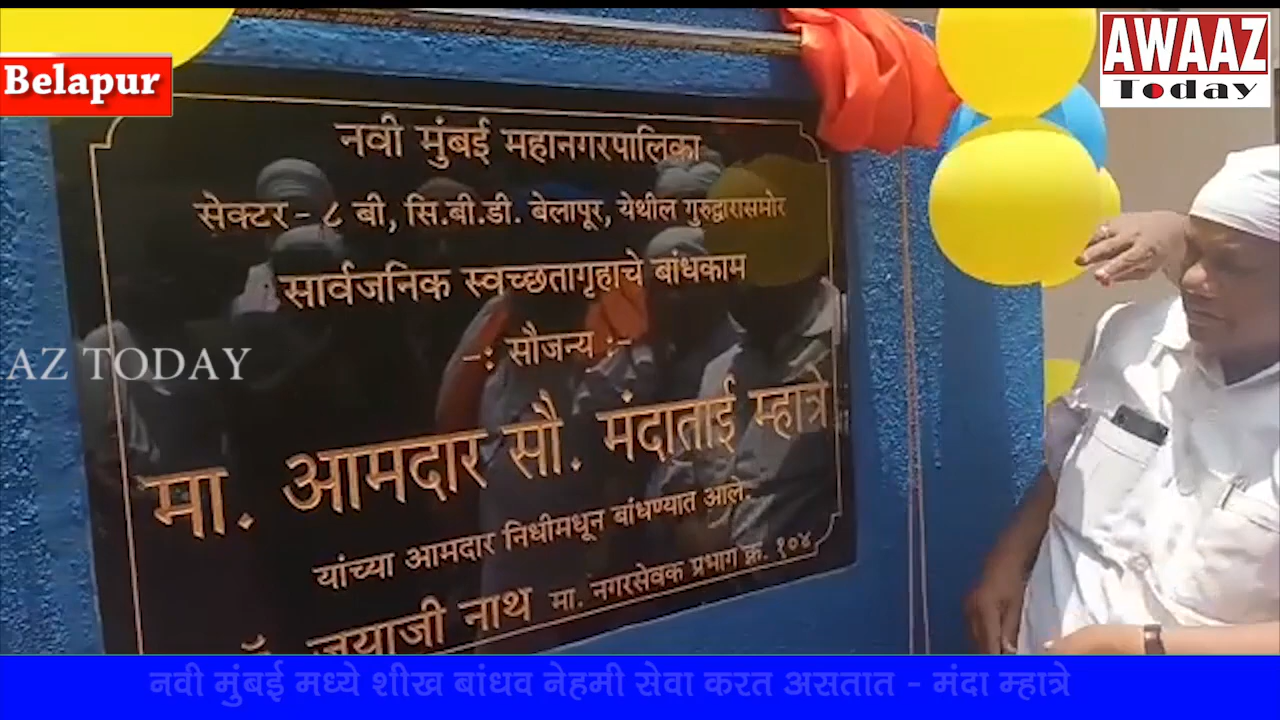 AWAAZ
Today
Belapur
नवी मुंबई महानगरपालिका
सेक्टर - ८ बी, सि.बी.डी. बेलापूर, येथील गुरुद्वारासमोर
सार्वजनिक स्वच्छतागृहाचे बांधकाम
-: सौजन्य :-
AZ TODAY
मा. आमदार सौ. मंदाताई म्हात्रे
यांच्या आमदार निधीमधून बांधण्यात आले.
जयाजी नाथ मा. नगरसेवक प्रभाग क्र. १०४
नवी मुंबई मध्ये शीख बांधव नेहमी सेवा करत असतात - मंदा म्हात्रे